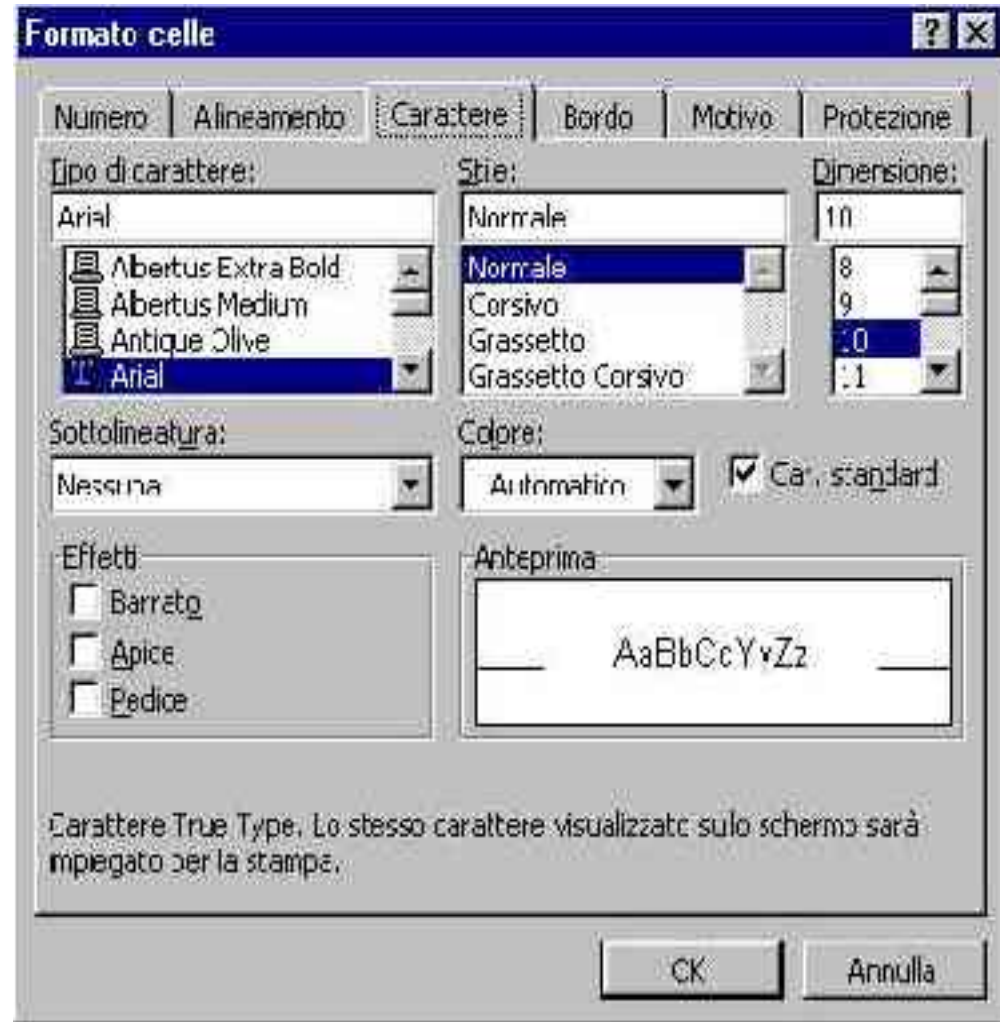 Formato celle
Numero Alineamento Carattere Bordo Motivo Protezione
Tipo di carattere: Stile: Dimensione:
Arial Normale 10
Albertus Extra Bold Normale 8
Albertus Medium Corsivo 9
Antique Olive Grassetto 10
Arial Grassetto Corsivo 11
Sottolineatura: Colore:
Nessuna Automatico Car. standard
Effetti Anteprima
Barrato
Apice AaBbCcYyZz
Pedice
Carattere True Type. Lo stesso carattere visualizzato sullo schermo sarà
impiegato per la stampa.
OK Annulla